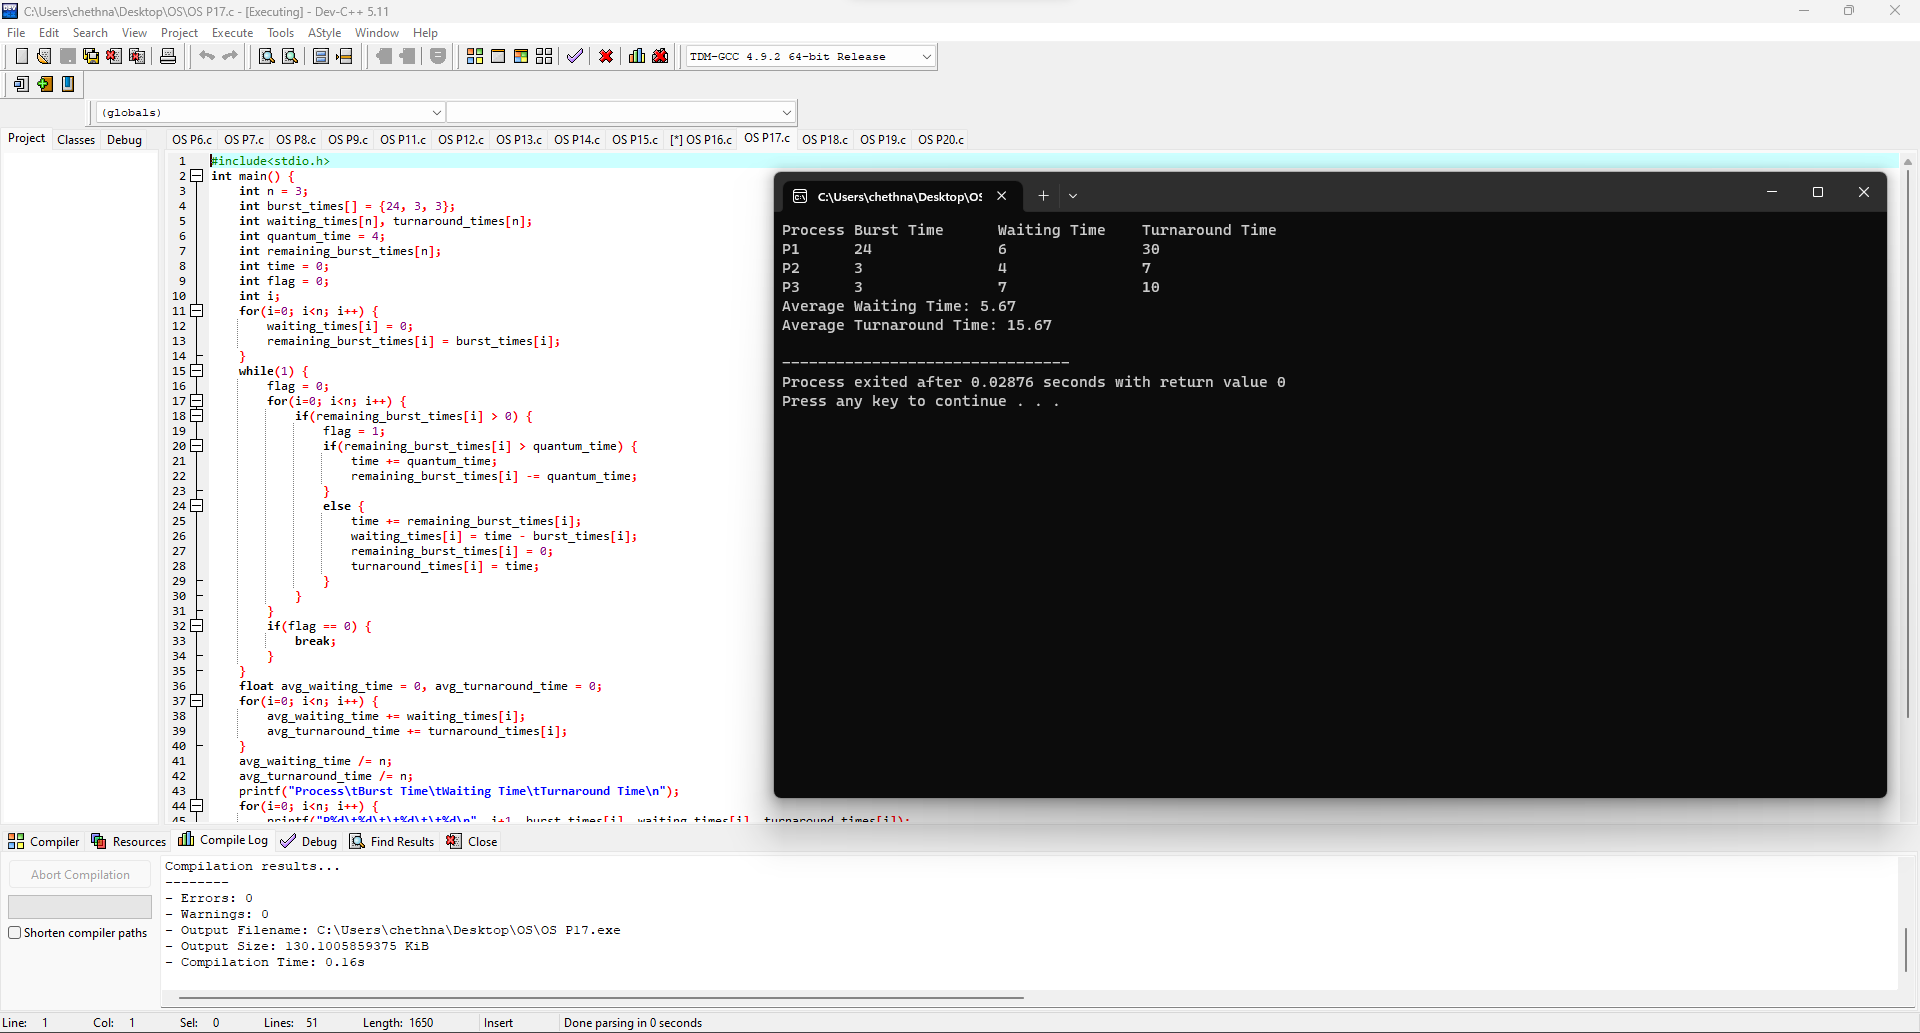 C:\Users\chethna\Desktop\OS\OS P17.c - [Executing] - Dev-C++ 5.11
File Edit Search View Project Execute Tools AStyle Window Help
TDM-GCC 4.9.2 64-bit Release
(globals)
Project Classes Debug
OS P6.c OS P7.c OS P8.c OS P9.c OS P11.c OS P12.c OS P13.c OS P14.c OS P15.c [*] OS P16.c OS P17.c OS P18.c OS P19.c OS P20.c
1 #include<stdio.h>
2 int main() {
3 int n = 3;
4 int burst_times[] = {24, 3, 3};
5 int waiting_times[n], turnaround_times[n];
6 int quantum_time = 4;
7 int remaining_burst_times[n];
8 int time = 0;
9 int flag = 0;
10 int i;
11 for(i=0; i<n; i++) {
12 waiting_times[i] = 0;
13 remaining_burst_times[i] = burst_times[i];
14 }
15 while(1) {
16 flag = 0;
17 for(i=0; i<n; i++) {
18 if(remaining_burst_times[i] > 0) {
19 flag = 1;
20 if(remaining_burst_times[i] > quantum_time) {
21 time += quantum_time;
22 remaining_burst_times[i] -= quantum_time;
23 }
24 else {
25 time += remaining_burst_times[i];
26 waiting_times[i] = time - burst_times[i];
27 remaining_burst_times[i] = 0;
28 turnaround_times[i] = time;
29 }
30 }
31 }
32 if(flag == 0) {
33 break;
34 }
35 }
36 float avg_waiting_time = 0, avg_turnaround_time = 0;
37 for(i=0; i<n; i++) {
38 avg_waiting_time += waiting_times[i];
39 avg_turnaround_time += turnaround_times[i];
40 }
41 avg_waiting_time /= n;
42 avg_turnaround_time /= n;
43 printf("Process\tBurst Time\tWaiting Time\tTurnaround Time\n");
44 for(i=0; i<n; i++) {
45 printf("P%d\t%d\t\t%d\t\t%d\n", i+1, burst_times[i], waiting_times[i], turnaround_times[i]);
C:\Users\chethna\Desktop\OS
Process Burst Time Waiting Time Turnaround Time
P1 24 6 30
P2 3 4 7
P3 3 7 10
Average Waiting Time: 5.67
Average Turnaround Time: 15.67
--------------------------------
Process exited after 0.02876 seconds with return value 0
Press any key to continue . . .
Compiler Resources Compile Log Debug Find Results Close
Abort Compilation
Shorten compiler paths
Compilation results...
--------
- Errors: 0
- Warnings: 0
- Output Filename: C:\Users\chethna\Desktop\OS\OS P17.exe
- Output Size: 130.1005859375 KiB
- Compilation Time: 0.16s
Line: 1 Col: 1 Sel: 0 Lines: 51 Length: 1650 Insert Done parsing in 0 seconds